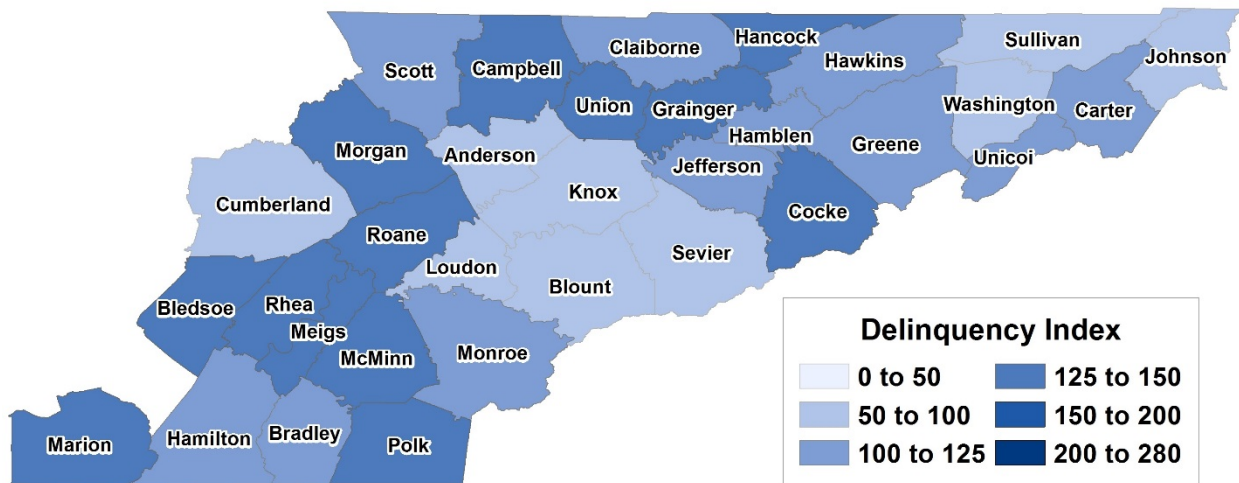 Hancock
Claiborne
Sullivan
Johnson
Scott
Campbell
Hawkins
Union
Grainger
Washington
Carter
Hamblen
Morgan
Anderson
Greene
Unicoi
Jefferson
Knox
Cumberland
Cocke
Roane
Sevier
Loudon
Blount
Bledsoe
Rhea
Meigs
McMinn
Monroe
Marion
Hamilton
Bradley
Polk
Delinquency Index
0 to 50
125 to 150
50 to 100
150 to 200
100 to 125
200 to 280